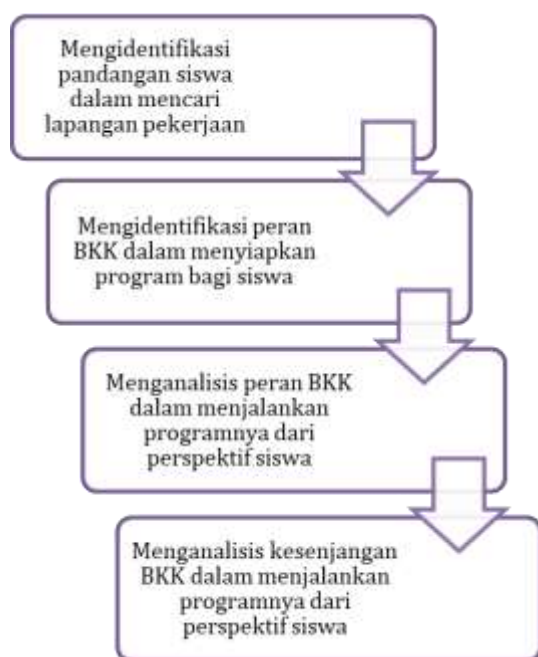 Mengidentifikasi
pandangan siswa
dalam mencari
lapangan pekerjaan
Mengidentifikasi peran
BKK dalam menyiapkan
program bagi siswa
Menganalisis peran BKK
dalam menjalankan
programnya dari
perspektif siswa
Menganalisis kesenjangan
BKK dalam menjalankan
programnya dari
perspektif siswa